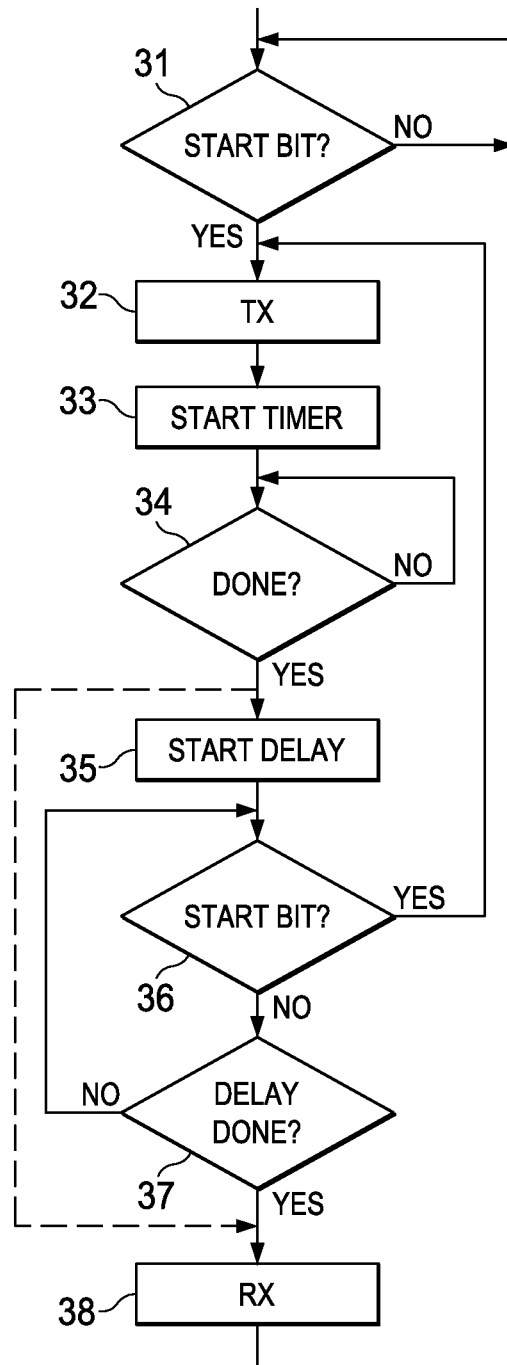 31
START BIT?
NO
YES
32
TX
33
START TIMER
34
DONE?
NO
YES
35
START DELAY
START BIT?
YES
36
NO
NO
DELAY
DONE?
37
YES
38
RX